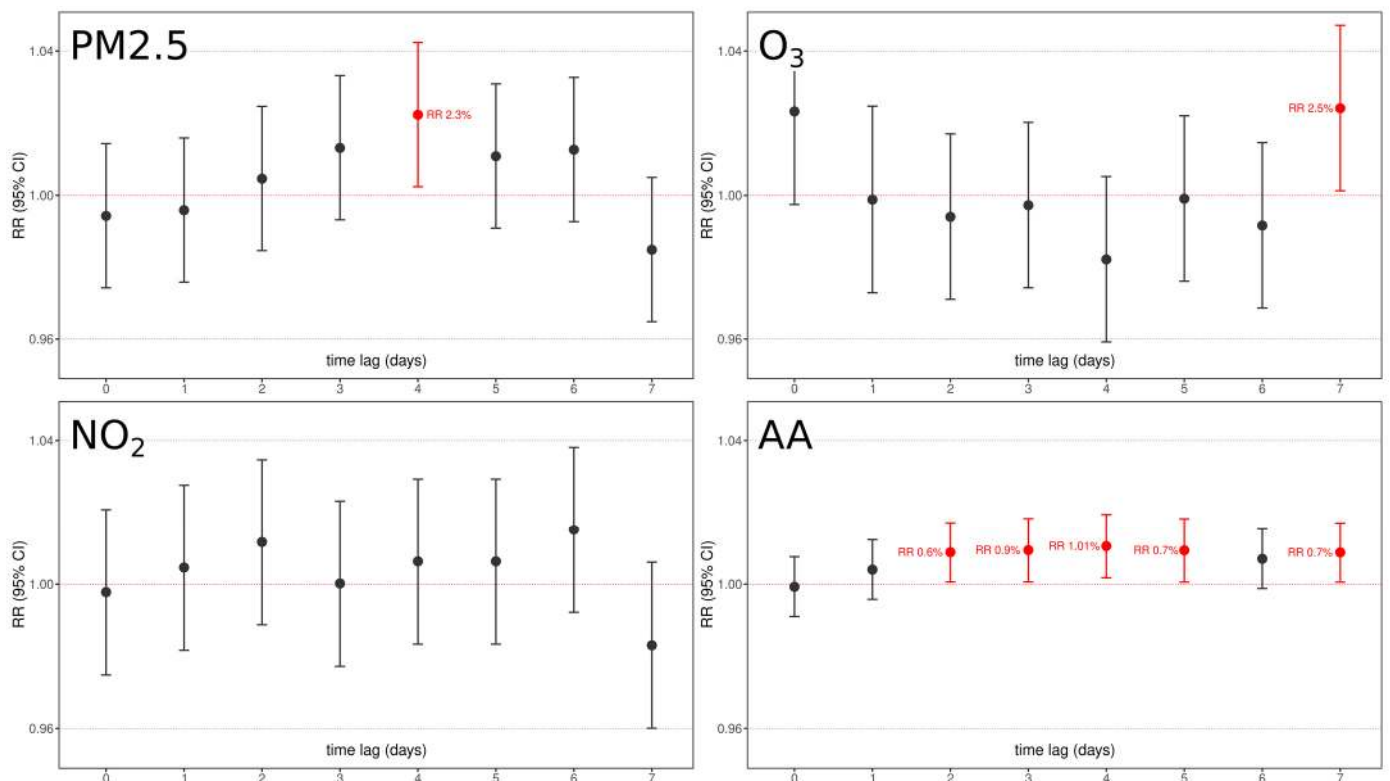 PM2.5
1.04
RR 2.3%
1.00
RR (95% CI)
0.96
time lag (days)
0 1 2 3 4 5 6 7
O₃
1.04
RR 2.5%
1.00
RR (95% CI)
0.96
time lag (days)
0 1 2 3 4 5 6 7
NO₂
1.04
1.00
RR (95% CI)
0.96
time lag (days)
0 1 2 3 4 5 6 7
AA
1.04
RR 0.6% RR 0.9% RR 1.01% RR 0.7% RR 0.7%
1.00
RR (95% CI)
0.96
time lag (days)
0 1 2 3 4 5 6 7